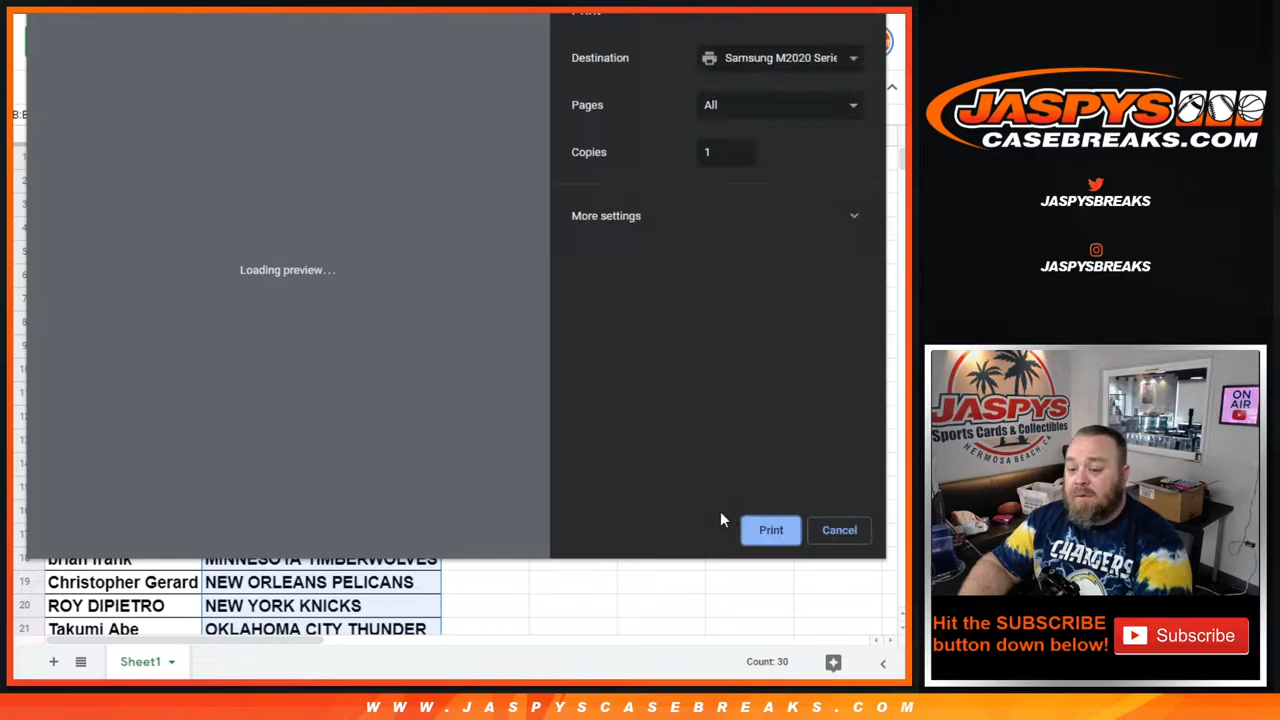 Destination
Samsung M2020 Serie
Pages
All
Copies
1
More settings
Loading preview...
Print
Cancel
MINNESOTA TIMBERWOLVES
19
Christopher Gerard
NEW ORLEANS PELICANS
20
ROY DIPIETRO
NEW YORK KNICKS
21
Takumi Abe
OKLAHOMA CITY THUNDER
Sheet1
Count: 30
JASPYS
CASEBREAKS.COM
JASPYSBREAKS
JASPYSBREAKS
JASPYS
Sports Cards & Collectibles
HERMOSA BEACH, CA
ON
AIR
CHARGERS
Hit the SUBSCRIBE
button down below!
Subscribe
WWW.JASPYSCASEBREAKS.COM